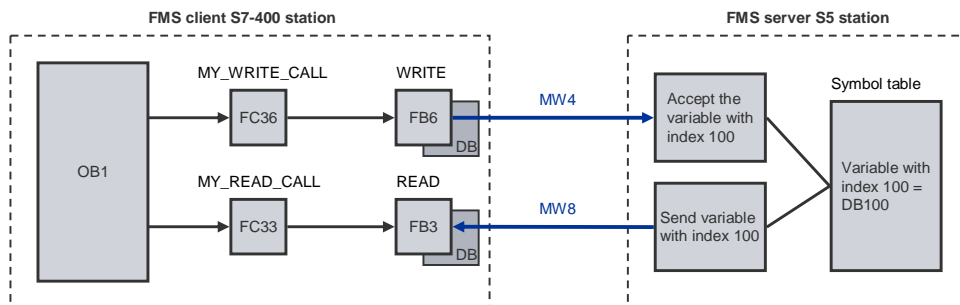 FMS client S7-400 station
FMS server S5 station
MY_WRITE_CALL
WRITE
OB1
FC36
FB6
DB
MW4
MY_READ_CALL
READ
FC33
FB3
DB
MW8
Accept the
variable with
index 100
Send variable
with index 100
Symbol table
Variable with
index 100 =
DB100